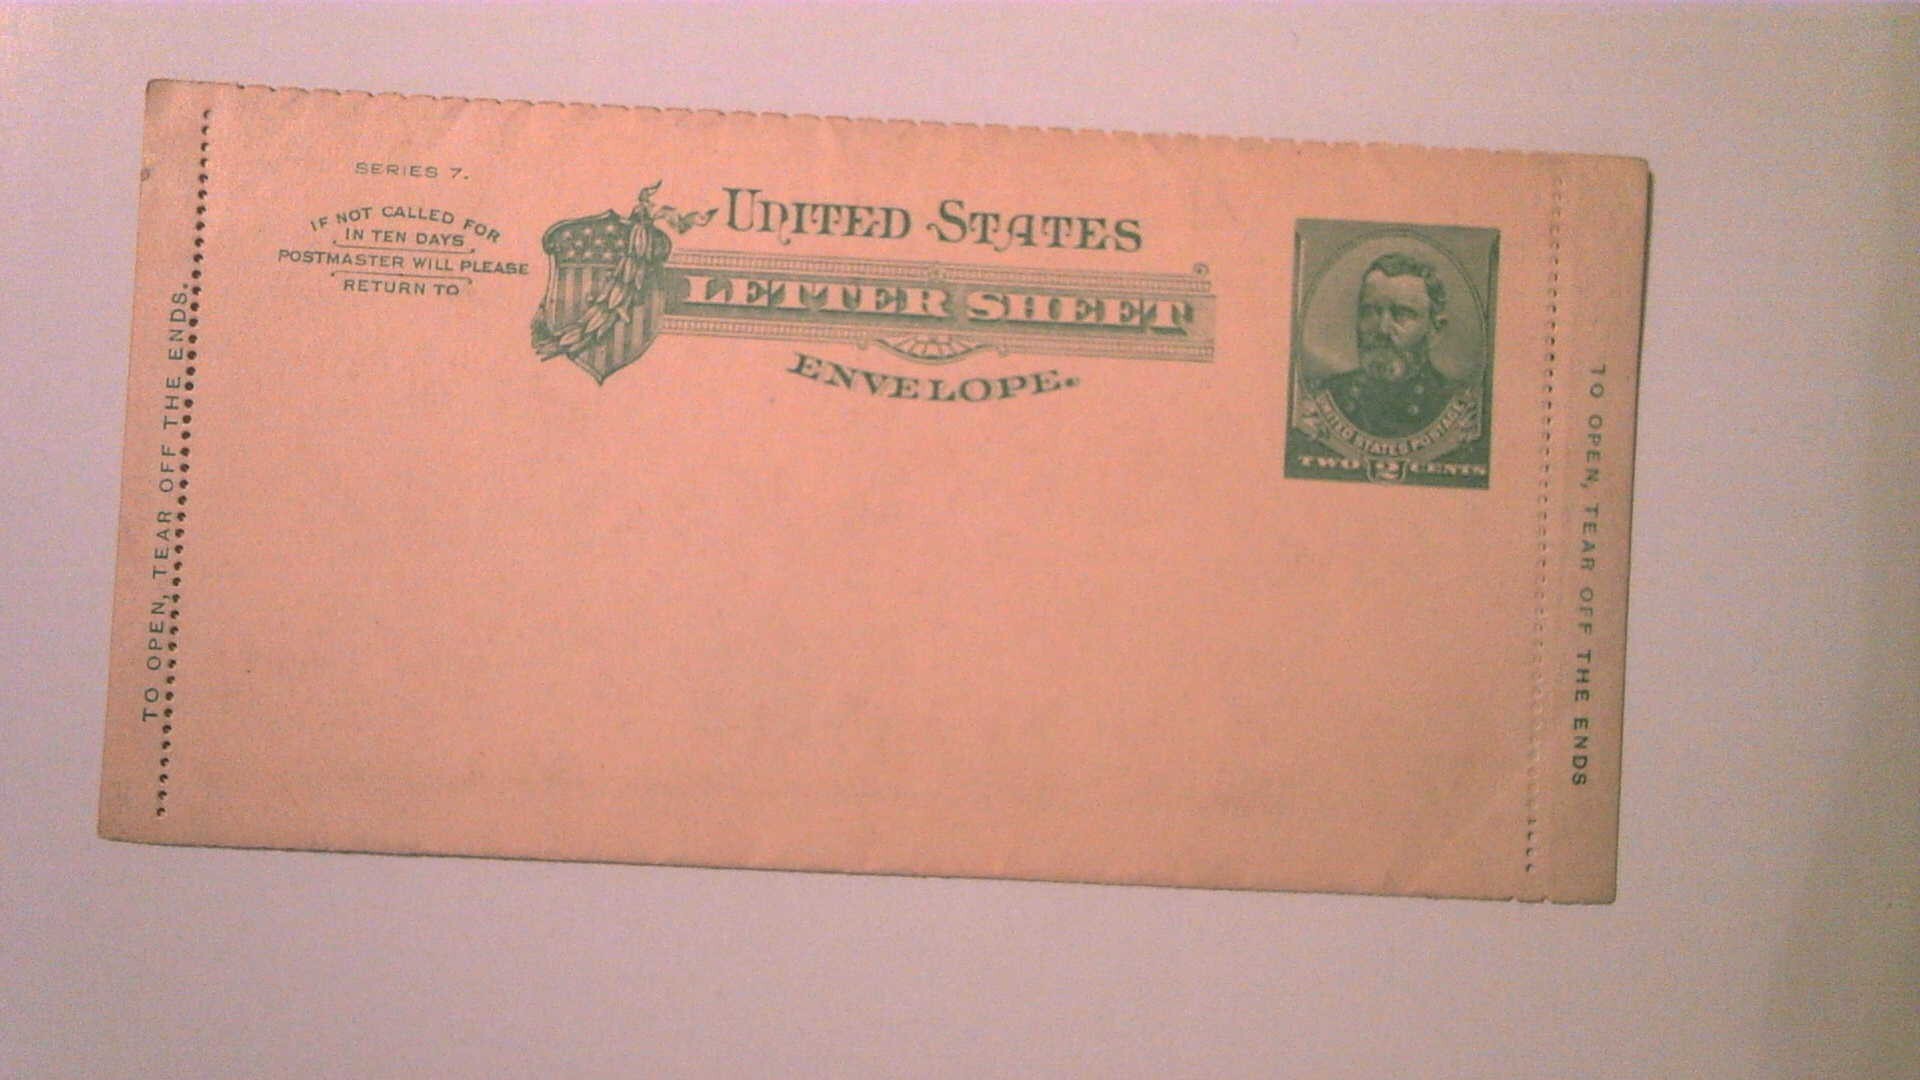 SERIES 7.
IF NOT CALLED FOR
IN TEN DAYS
POSTMASTER WILL PLEASE
RETURN TO
UNITED STATES
LETTER SHEET
ENVELOPE.
UNITED STATES POSTAGE
TWO 2 CENTS
TO OPEN, TEAR OFF THE ENDS.
TO OPEN, TEAR OFF THE ENDS